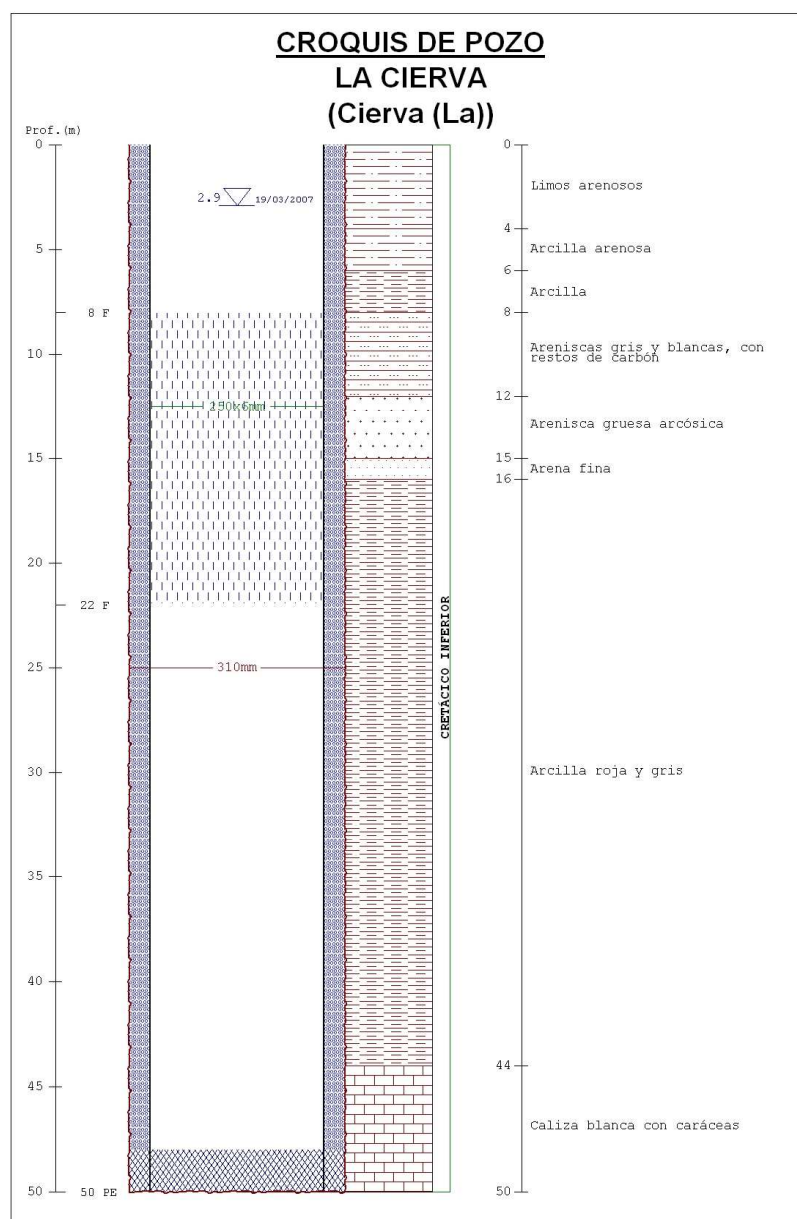 CROQUIS DE POZO
LA CIERVA
(Cierva (La))
Prof.(m)
0
5
8 F
10
15
20
22 F
25
30
35
40
45
50
50 PE
2.9
19/03/2007
250x6mm
310mm
CRETÁCICO INFERIOR
0
Limos arenosos
4
Arcilla arenosa
6
Arcilla
8
Areniscas gris y blancas, con
restos de carbón
12
Arenisca gruesa arcósica
15
Arena fina
16
Arcilla roja y gris
44
Caliza blanca con caráceas
50